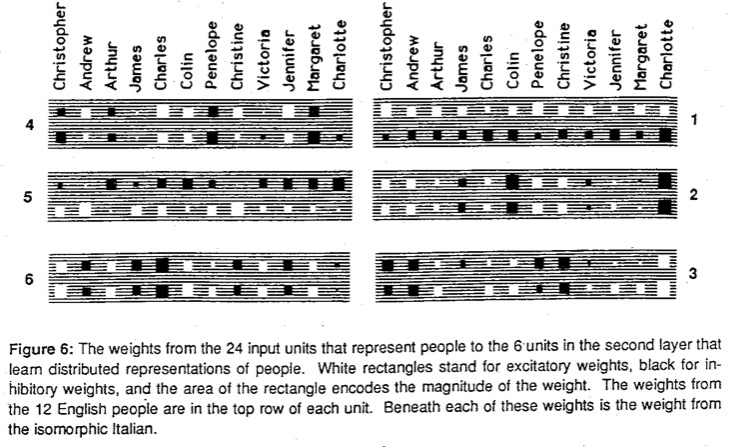 Christopher
Andrew
Arthur
James
Charles
Colin
Penelope
Christine
Victoria
Jennifer
Margaret
Charlotte
Christopher
Andrew
Arthur
James
Charles
Colin
Penelope
Christine
Victoria
Jennifer
Margaret
Charlotte
4
1
5
2
6
3
Figure 6: The weights from the 24 input units that represent people to the 6 units in the second layer that
learn distributed representations of people. White rectangles stand for excitatory weights, black for in-
hibitory weights, and the area of the rectangle encodes the magnitude of the weight. The weights from
the 12 English people are in the top row of each unit. Beneath each of these weights is the weight from
the isomorphic Italian.